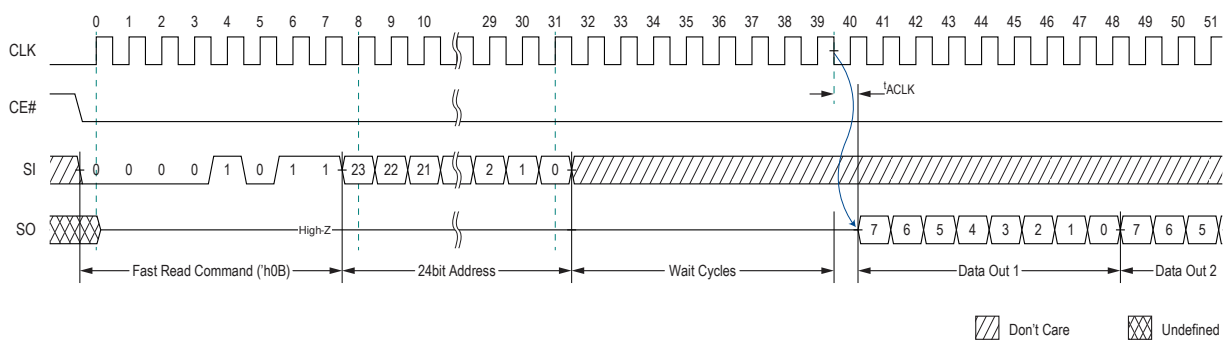 0 1 2 3 4 5 6 7 8 9 10 29 30 31 32 33 34 35 36 37 38 39 40 41 42 43 44 45 46 47 48 49 50 51
CLK
CE#
tACLK
SI 0 0 0 0 1 0 1 1 23 22 21 2 1 0
SO High-Z 7 6 5 4 3 2 1 0 7 6 5
Fast Read Command ('h0B) 24bit Address Wait Cycles Data Out 1 Data Out 2
Don't Care Undefined